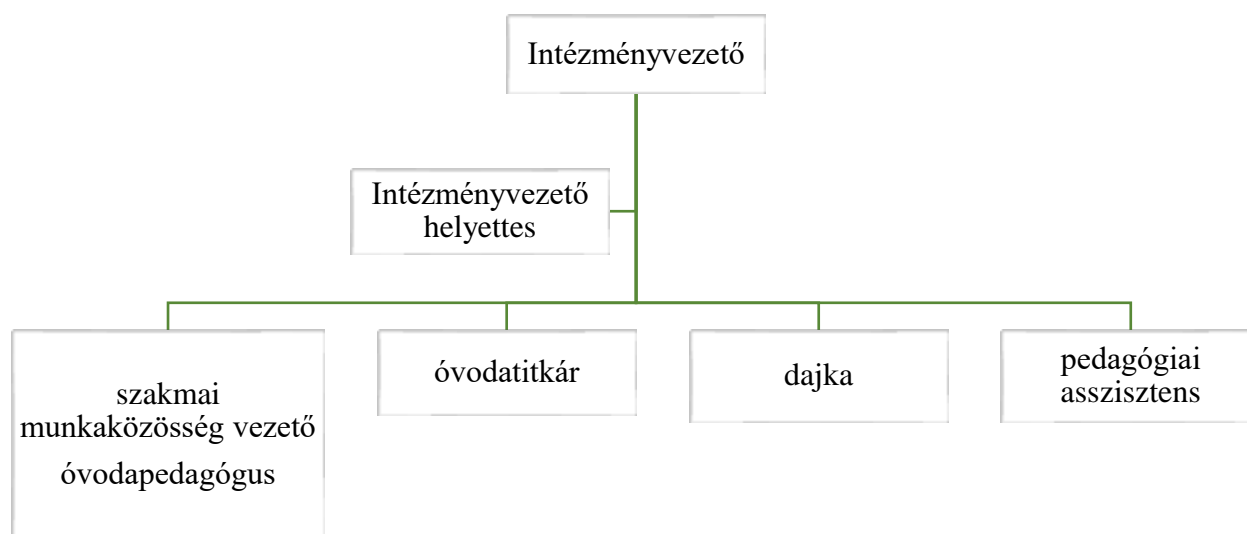 Intézményvezető
Intézményvezető
helyettes
szakmai
munkaközösség vezető
óvodapedagógus
óvodatitkár
dajka
pedagógiai
asszisztens